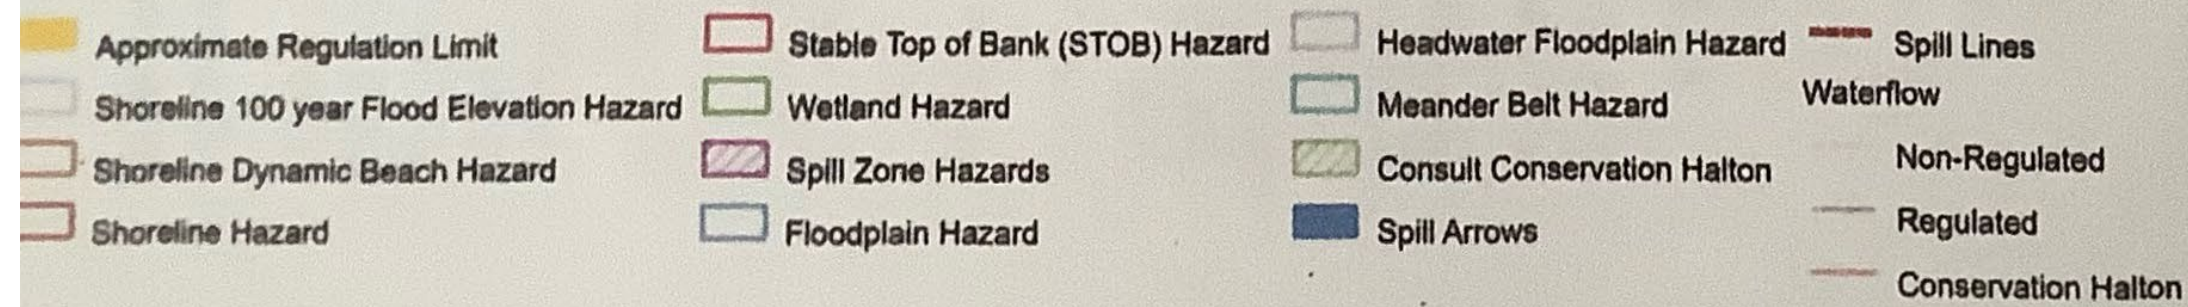 Approximate Regulation Limit
Shoreline 100 year Flood Elevation Hazard
Shoreline Dynamic Beach Hazard
Shoreline Hazard
Stable Top of Bank (STOB) Hazard
Wetland Hazard
Spill Zone Hazards
Floodplain Hazard
Headwater Floodplain Hazard
Meander Belt Hazard
Consult Conservation Halton
Spill Arrows
Spill Lines
Waterflow
Non-Regulated
Regulated
Conservation Halton